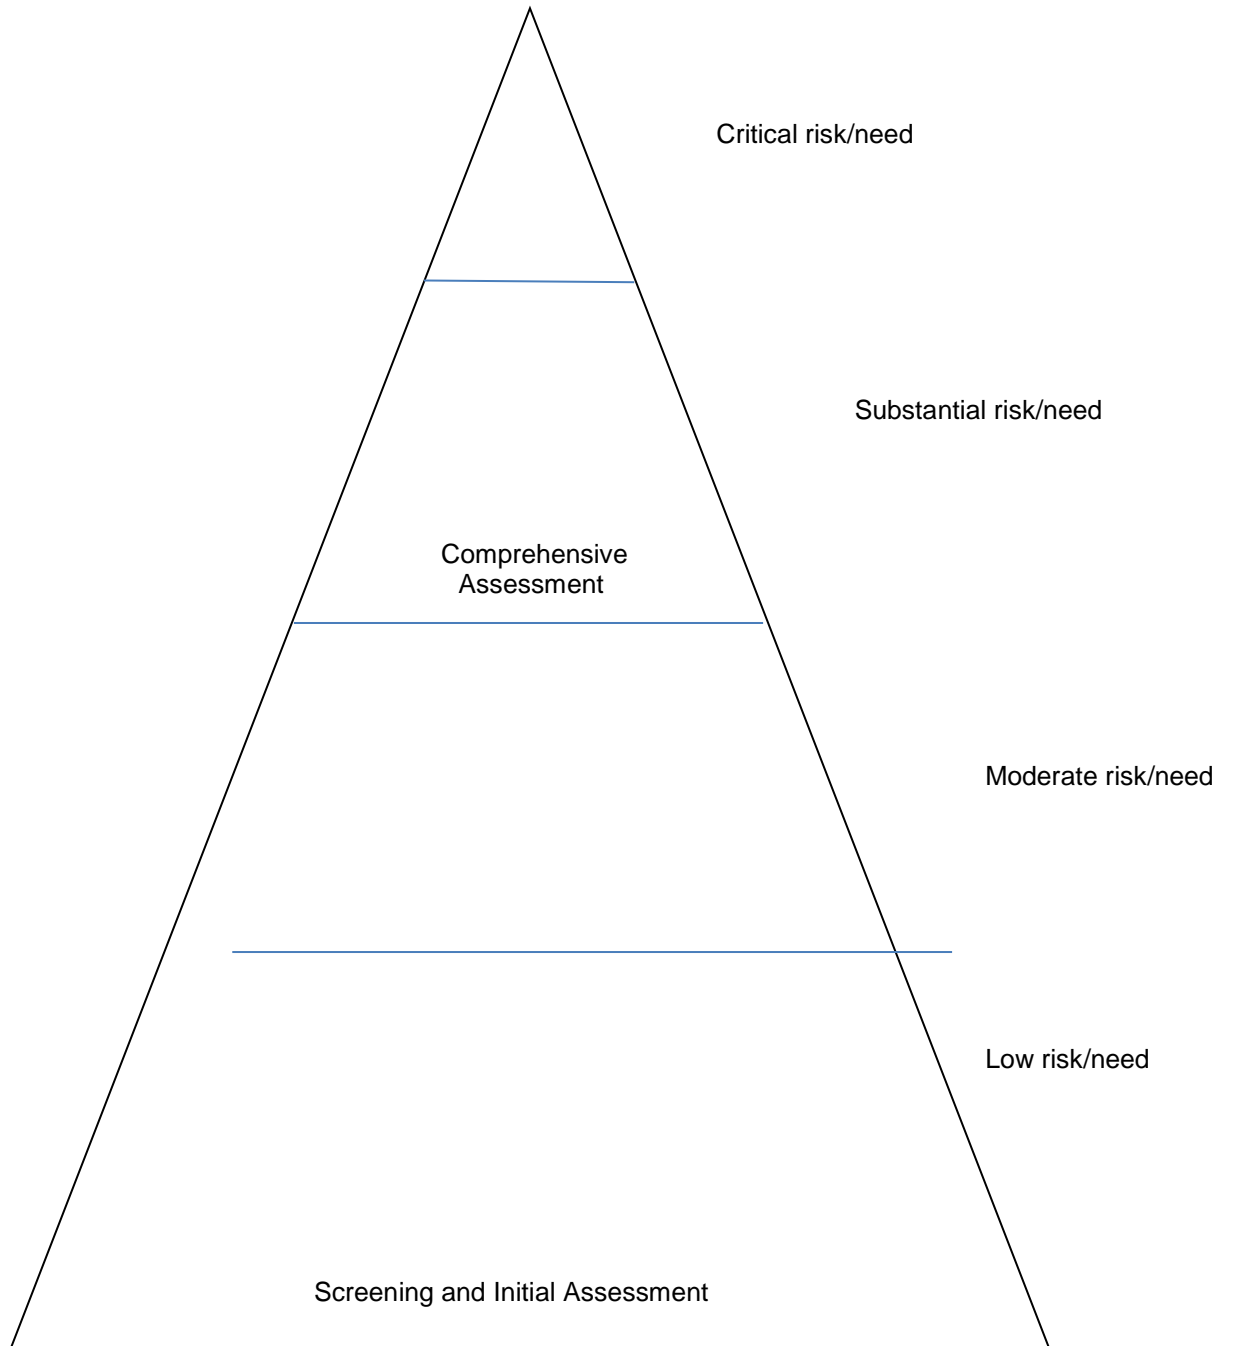 Critical risk/need
Substantial risk/need
Comprehensive
Assessment
Moderate risk/need
Low risk/need
Screening and Initial Assessment